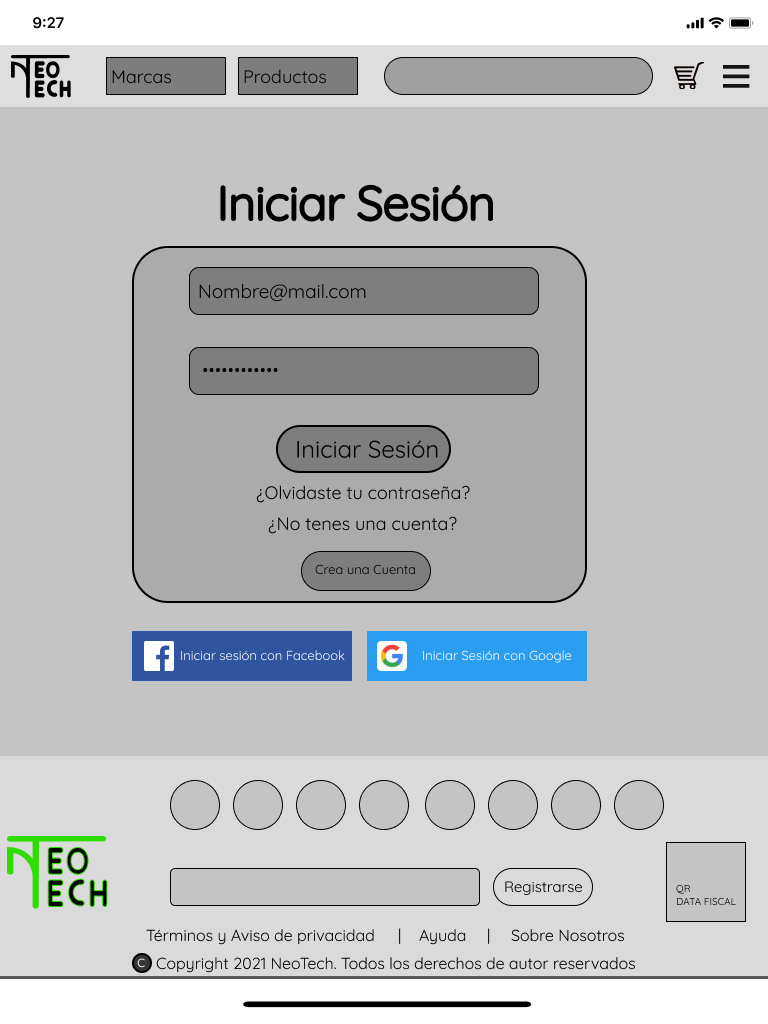 9:27
NEO
TECH
Marcas
Productos
Iniciar Sesión
Nombre@mail.com
••••••••••••
Iniciar Sesión
¿Olvidaste tu contraseña?
¿No tenes una cuenta?
Crea una Cuenta
Iniciar sesión con Facebook
Iniciar Sesión con Google
NEO
TECH
Registrarse
QR
DATA FISCAL
Términos y Aviso de privacidad | Ayuda | Sobre Nosotros
C Copyright 2021 NeoTech. Todos los derechos de autor reservados